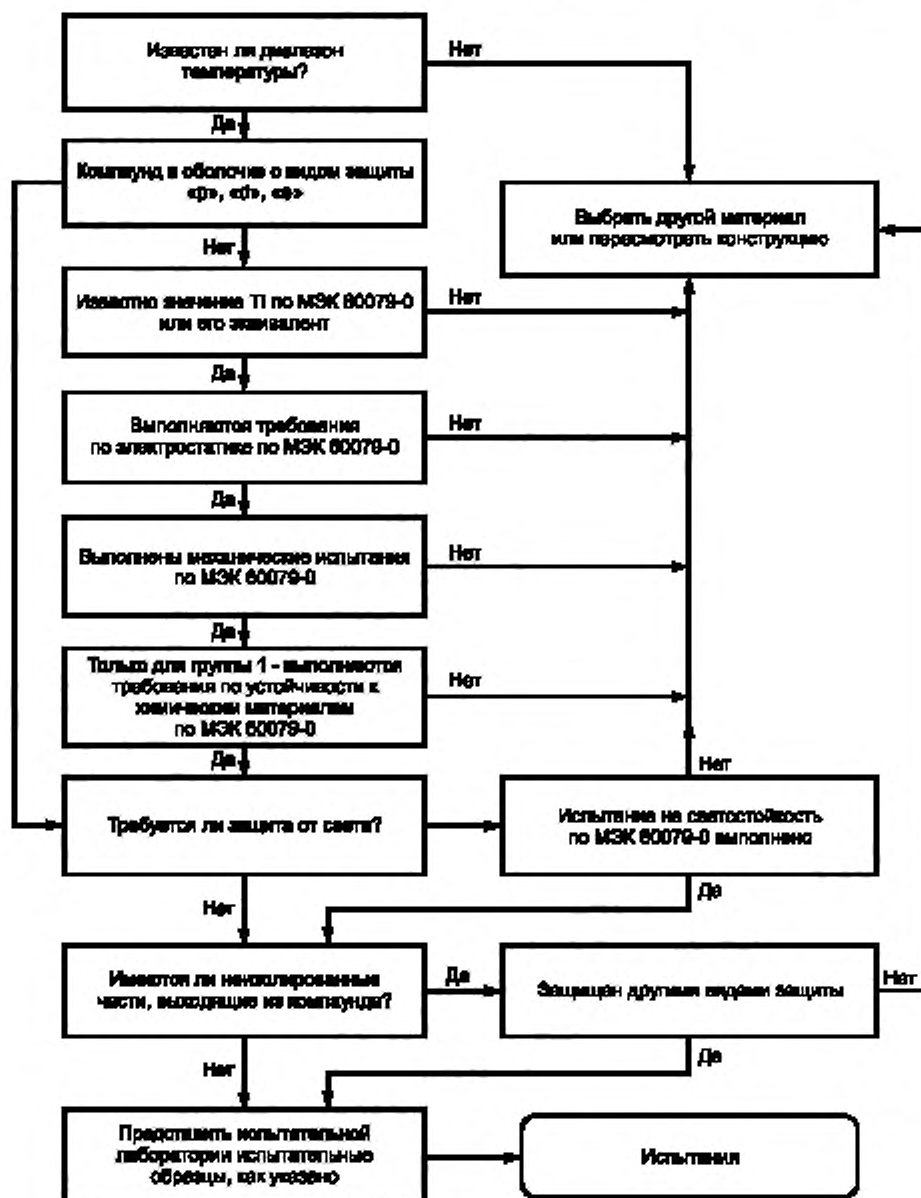 Известен ли диапазон
температуры?
Нет
Да
Компаунд в оболочке с видом защиты
Нет
Выбрать другой материал
или пересмотреть конструкцию
Известно значение TI по МЭК 60079-0
или его эквивалент
Нет
Да
Выполняются требования
по электростатике по МЭК 60079-0
Нет
Да
Выполнены механические испытания
по МЭК 60079-0
Нет
Да
Только для группы 1 - выполняются
требования по устойчивости к
химическим материалам
по МЭК 60079-0
Нет
Да
Нет
Требуется ли защита от света?
Испытание на светостойкость
по МЭК 60079-0 выполнено
Нет
Да
Имеются ли неизолированные
части, выходящие из компаунда?
Да
Защищен другими видами защиты
Нет
Нет
Да
Представить испытательной
лаборатории испытательные
образцы, как указано
Испытания